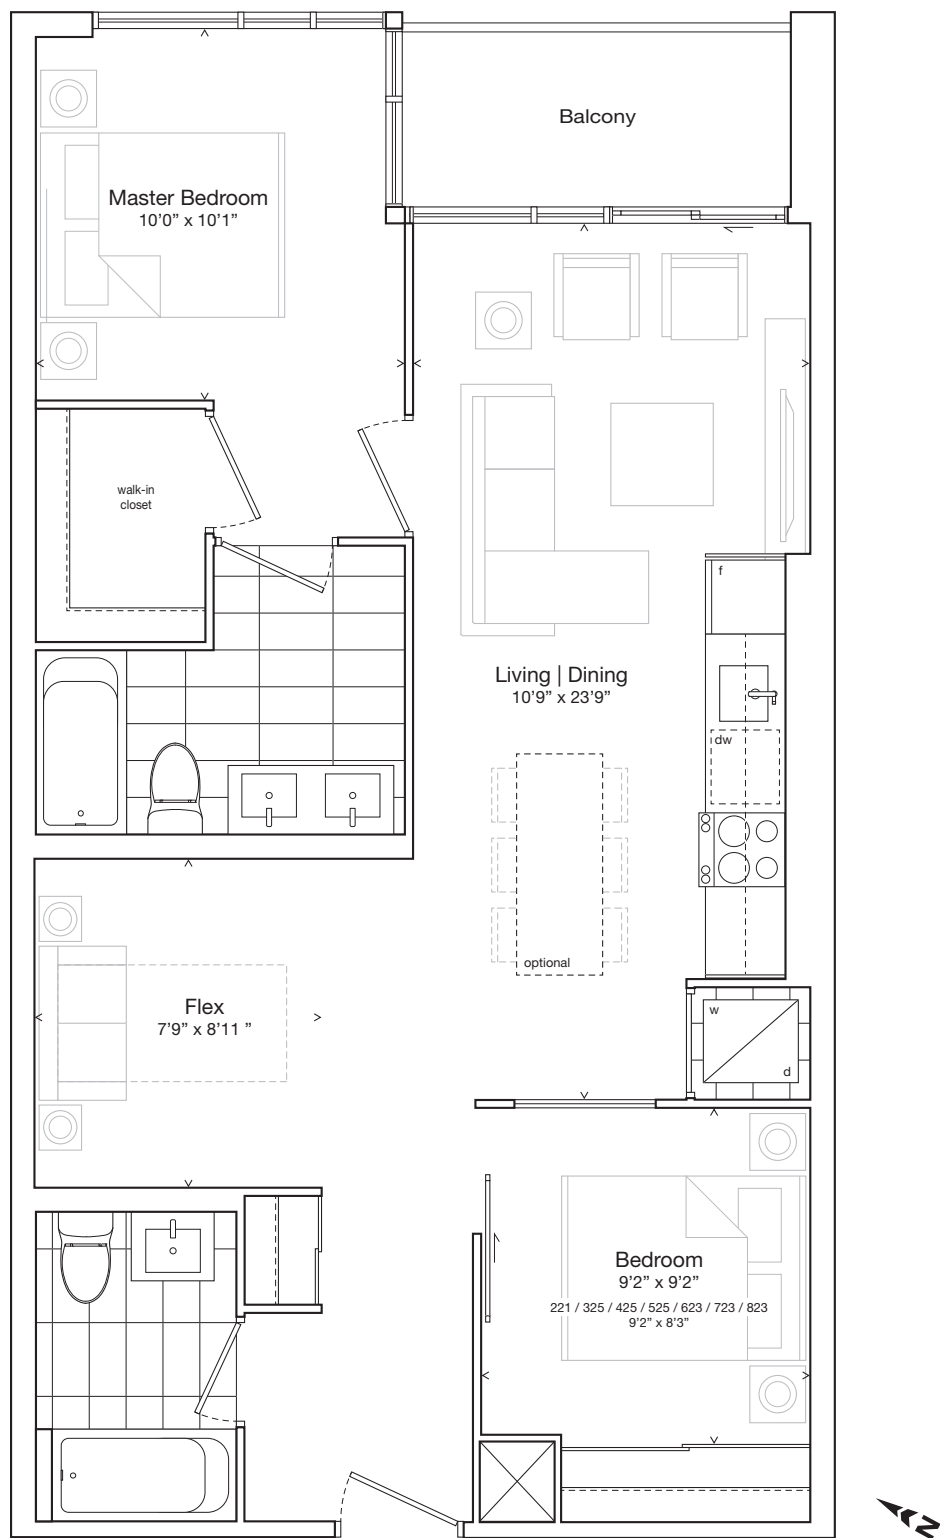 Balcony
Master Bedroom
10’0” x 10’1”
walk-in
closet
f
Living | Dining
10’9” x 23’9”
dw
optional
Flex
7’9” x 8’11 ”
w
d
Bedroom
9’2” x 9’2”
221 / 325 / 425 / 525 / 623 / 723 / 823
9’2” x 8’3”
N